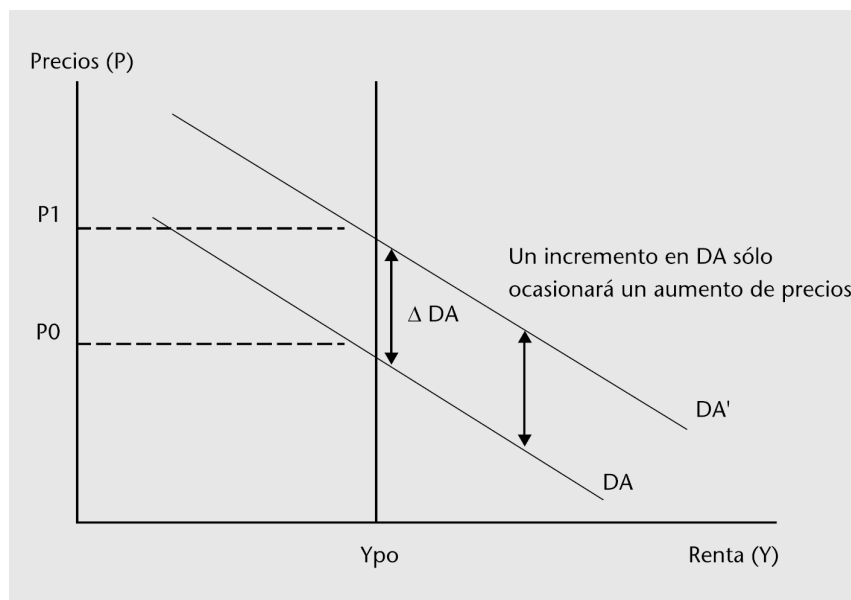 Precios (P)
P1
Un incremento en DA sólo
ocasionará un aumento de precios
Δ DA
P0
DA'
DA
Ypo
Renta (Y)